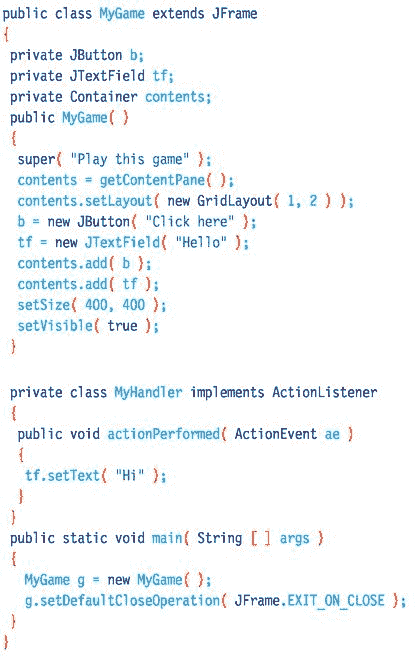 public class MyGame extends JFrame
{
private JButton b;
private JTextField tf;
private Container contents;
public MyGame( )
{
super( "Play this game" );
contents = getContentPane( );
contents.setLayout( new GridLayout( 1, 2 ) );
b = new JButton( "Click here" );
tf = new JTextField( "Hello" );
contents.add( b );
contents.add( tf );
setSize( 400, 400 );
setVisible( true );
}
private class MyHandler implements ActionListener
{
public void actionPerformed( ActionEvent ae )
{
tf.setText( "Hi" );
}
}
public static void main( String [ ] args )
{
MyGame g = new MyGame( );
g.setDefaultCloseOperation( JFrame.EXIT_ON_CLOSE );
}
}